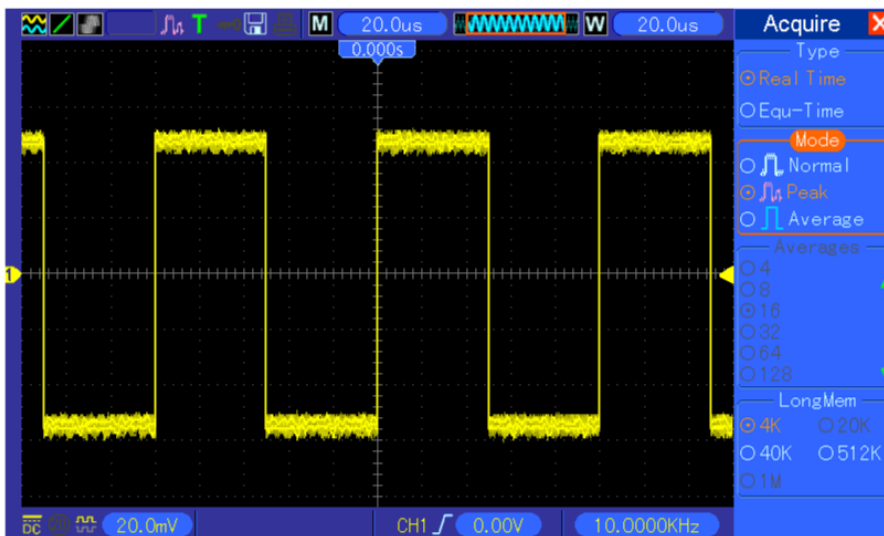 T M 20.0us W 20.0us Acquire X
0.000s
Type
Real Time
Equ-Time
Mode
Normal
Peak
Average
1
Averages
4
8
16
32
64
128
LongMem
4K 20K
40K 512K
1M
DC 20.0mV CH1 0.00V 10.0000KHz